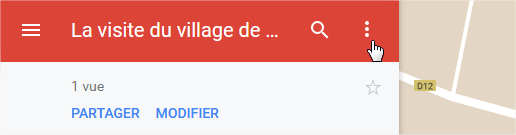 La visite du village de ...
1 vue
D12
PARTAGER MODIFIER